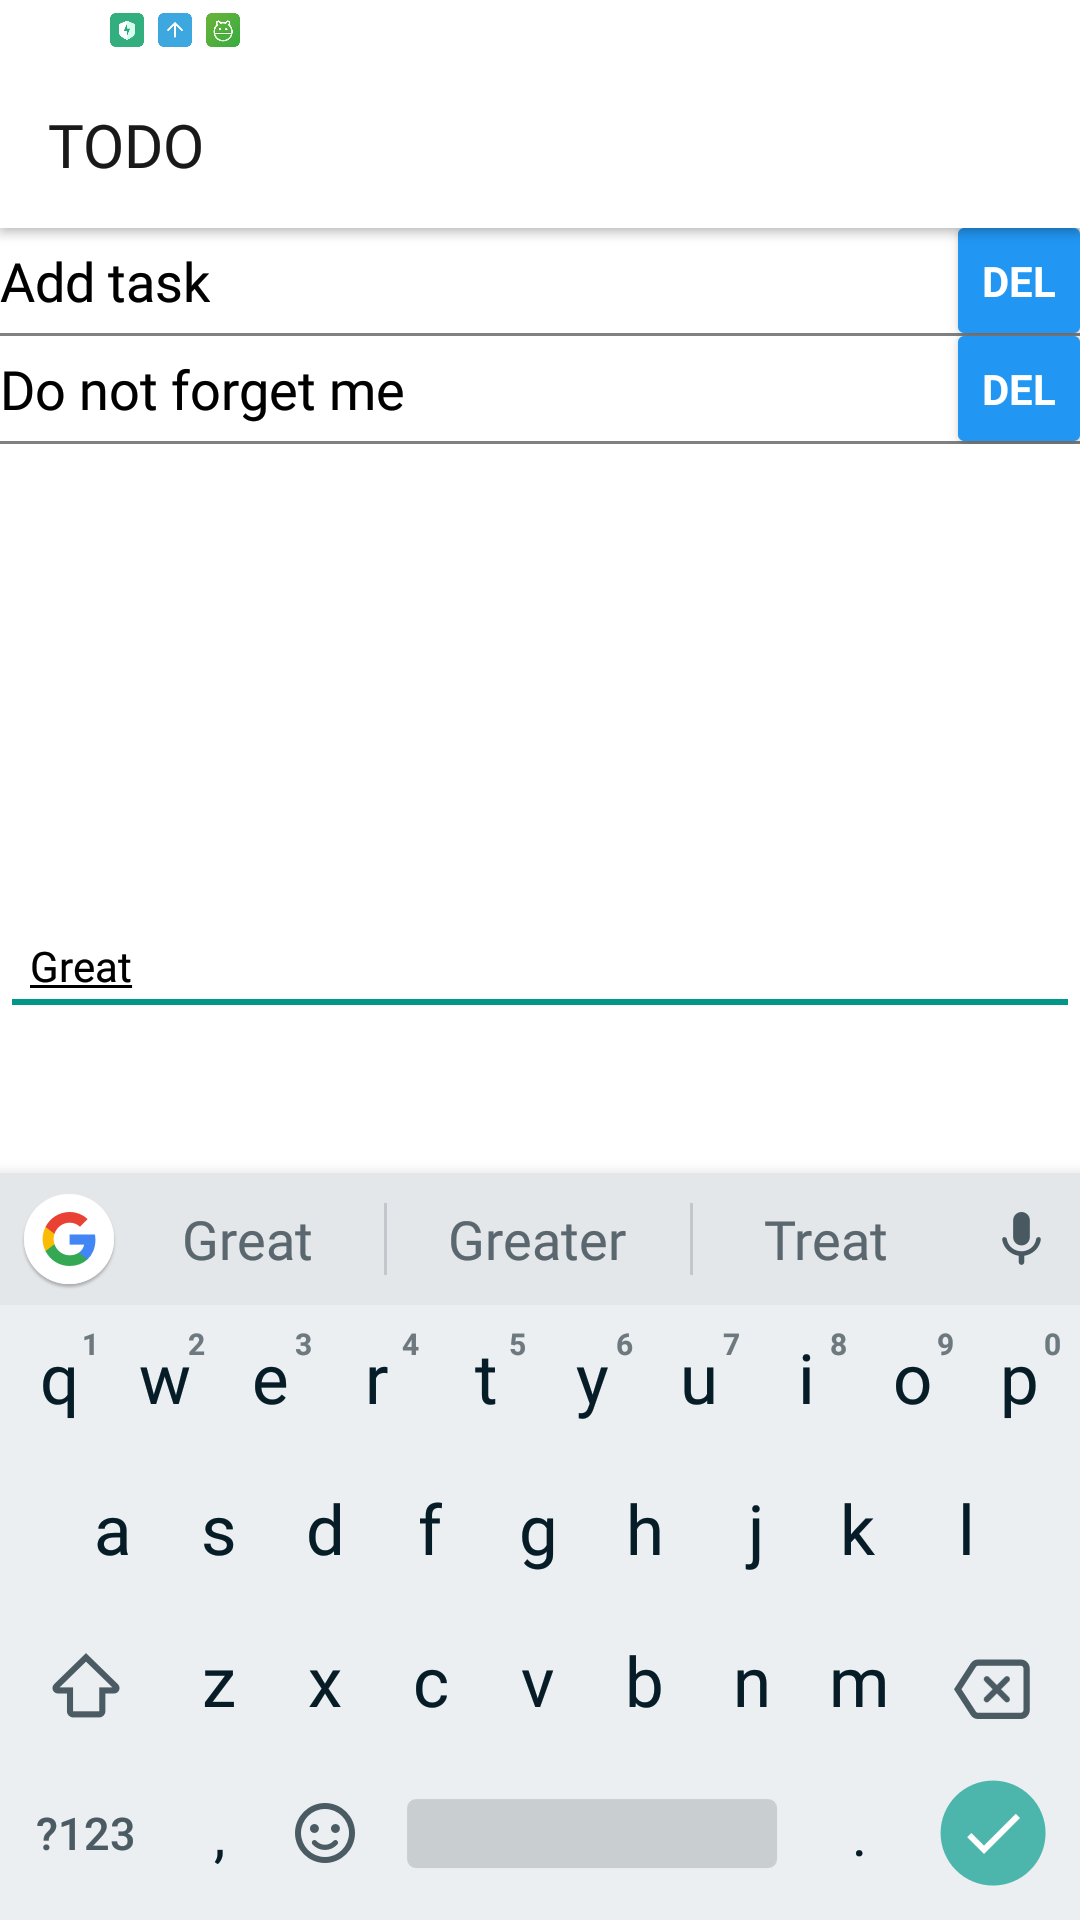 TODO
Add task DEL
Do not forget me DEL
Great
Great Greater Treat
1 2 3 4 5 6 7 8 9 0
q w e r t y u i o p
a s d f g h j k l
z x c v b n m
?123 , .